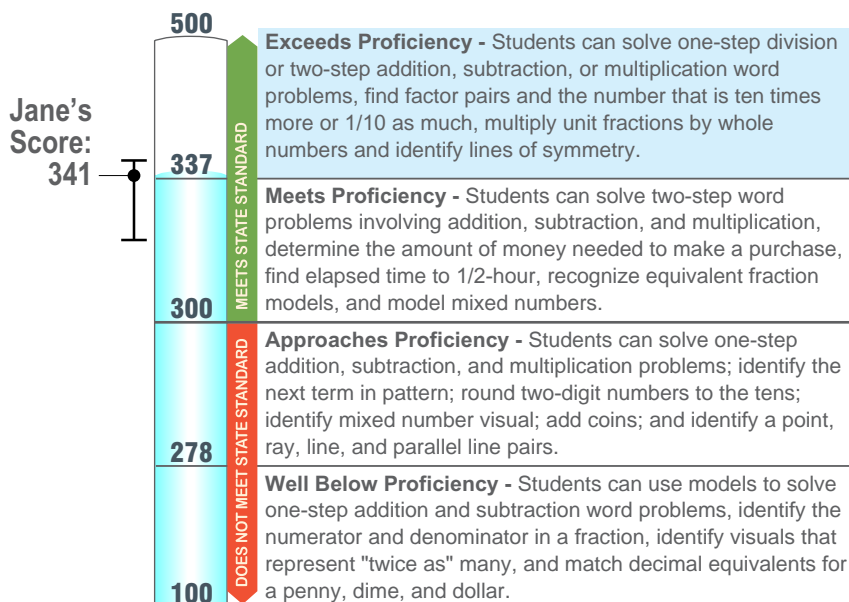 500
Exceeds Proficiency - Students can solve one-step division
or two-step addition, subtraction, or multiplication word
problems, find factor pairs and the number that is ten times
more or 1/10 as much, multiply unit fractions by whole
numbers and identify lines of symmetry.
Jane's
Score:
341
337
MEETS STATE STANDARD
Meets Proficiency - Students can solve two-step word
problems involving addition, subtraction, and multiplication,
determine the amount of money needed to make a purchase,
find elapsed time to 1/2-hour, recognize equivalent fraction
models, and model mixed numbers.
300
Approaches Proficiency - Students can solve one-step
addition, subtraction, and multiplication problems; identify the
next term in pattern; round two-digit numbers to the tens;
identify mixed number visual; add coins; and identify a point,
ray, line, and parallel line pairs.
278
DOES NOT MEET STATE STANDARD
Well Below Proficiency - Students can use models to solve
one-step addition and subtraction word problems, identify the
numerator and denominator in a fraction, identify visuals that
represent "twice as" many, and match decimal equivalents for
a penny, dime, and dollar.
100